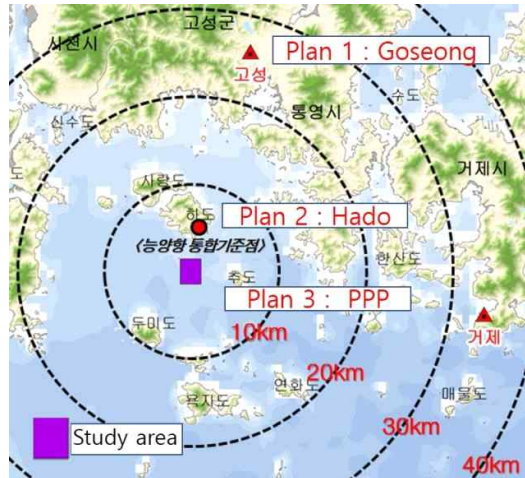 고성군
사천시
Plan 1 : Goseong
고성
통영시
수도
신수도
거제시
도
사량도
하도
Plan 2 : Hado
<능양항 통합기준점>
한산도
추도
Plan 3 : PPP
두미도
10km
거제
20km
연화도
욕지도
매물도
30km
Study area
40km